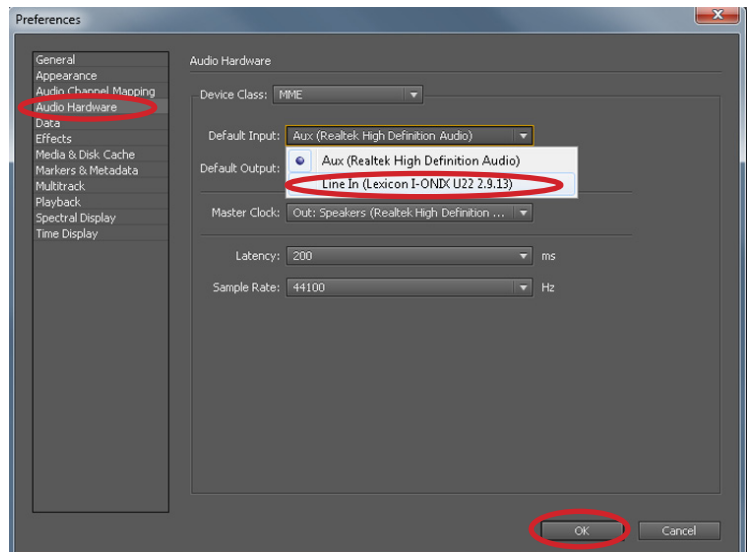 Preferences
General
Appearance
Audio Channel Mapping
Audio Hardware
Data
Effects
Media & Disk Cache
Markers & Metadata
Multitrack
Playback
Spectral Display
Time Display
Audio Hardware
Device Class: MME
Default Input: Aux (Realtek High Definition Audio)
Aux (Realtek High Definition Audio)
Default Output:
Line In (Lexicon I-ONIX U22 2.9.13)
Master Clock: Out: Speakers (Realtek High Definition ...
Latency: 200 ms
Sample Rate: 44100 Hz
OK Cancel